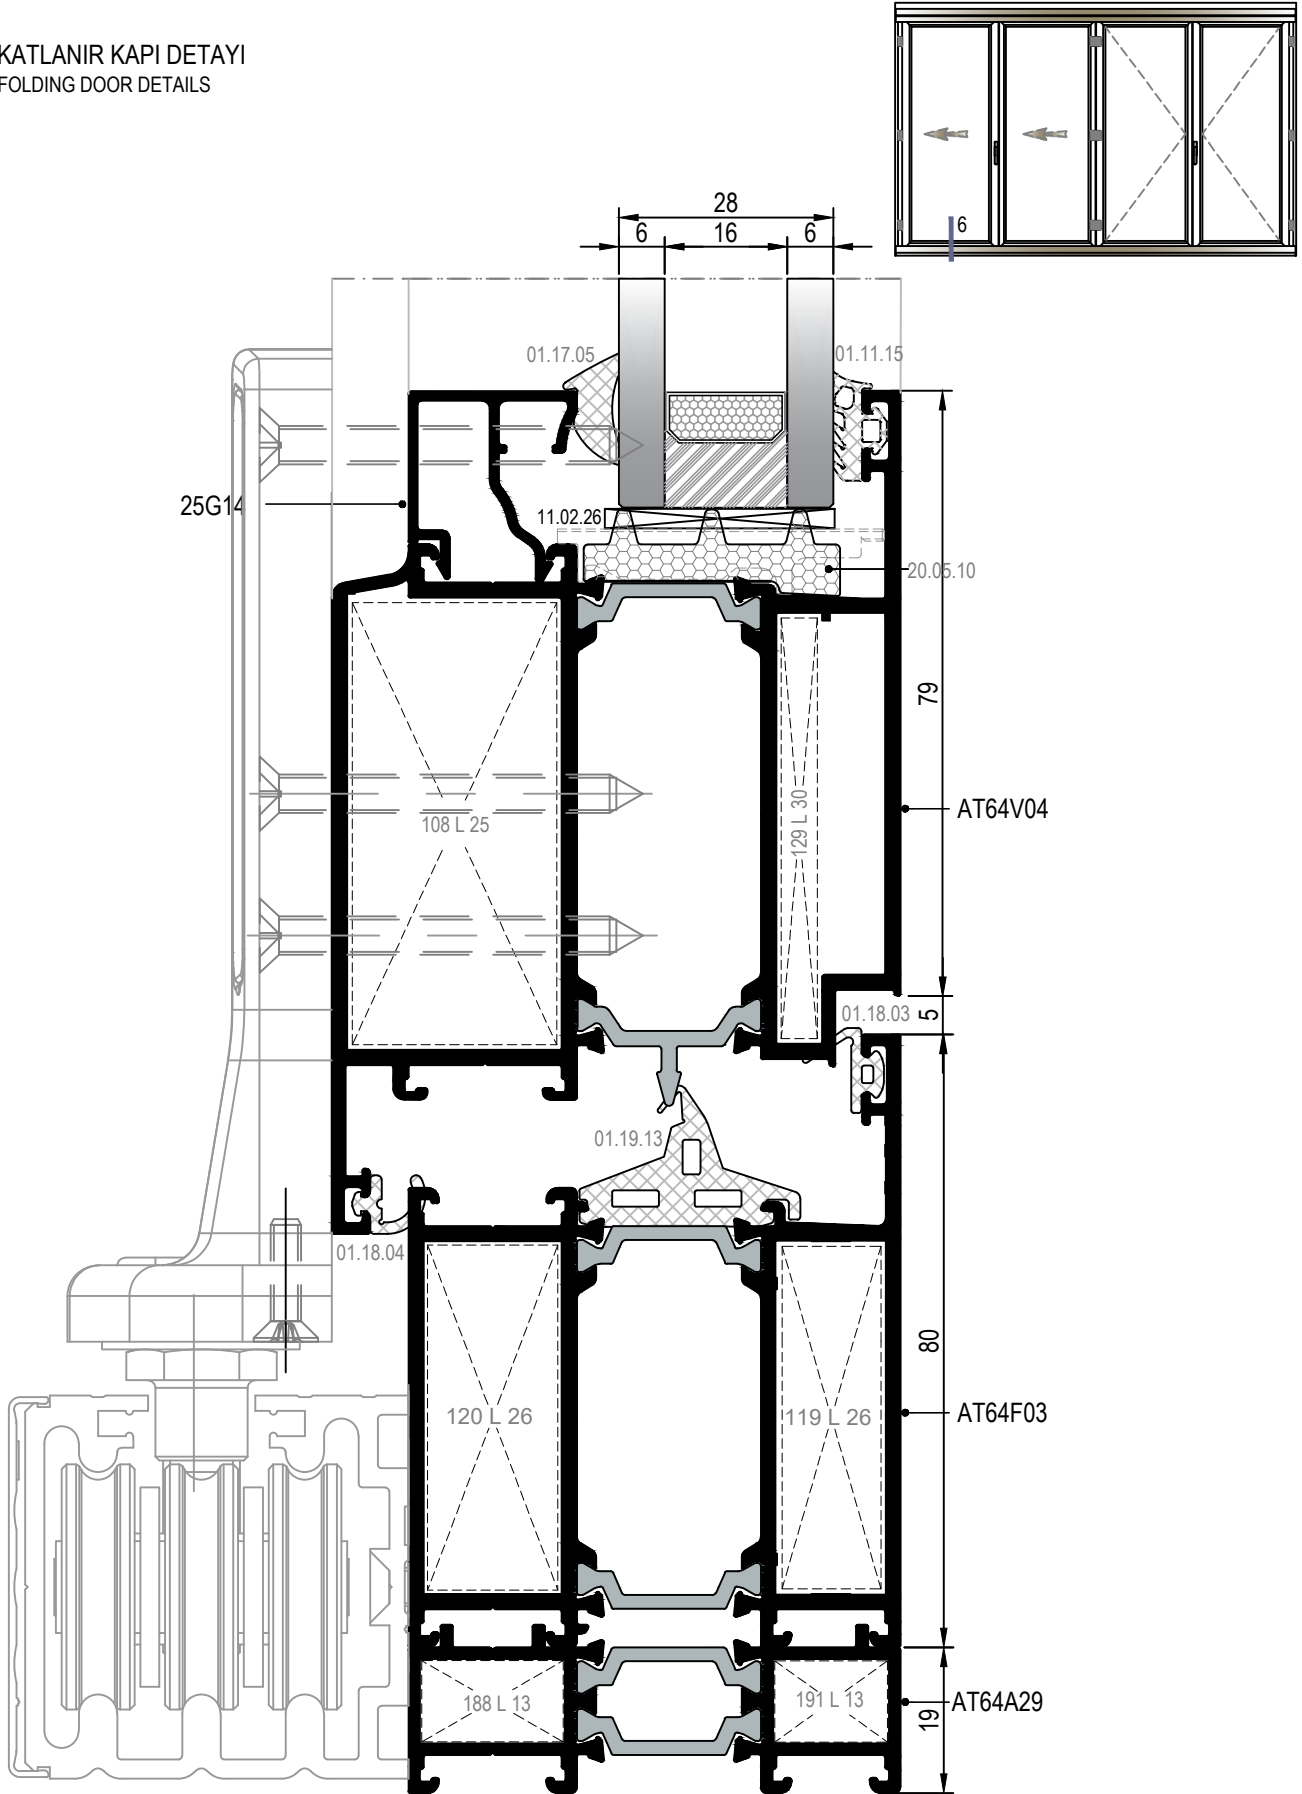 KATLANIR KAPI DETAYI
FOLDING DOOR DETAILS
6
28
6 16 6
01.17.05
01.11.15
25G14
11.02.26
20.05.10
79
108 L 25
129 L 30
AT64V04
01.18.03
5
01.19.13
01.18.04
80
120 L 26
119 L 26
AT64F03
188 L 13
191 L 13
19
AT64A29